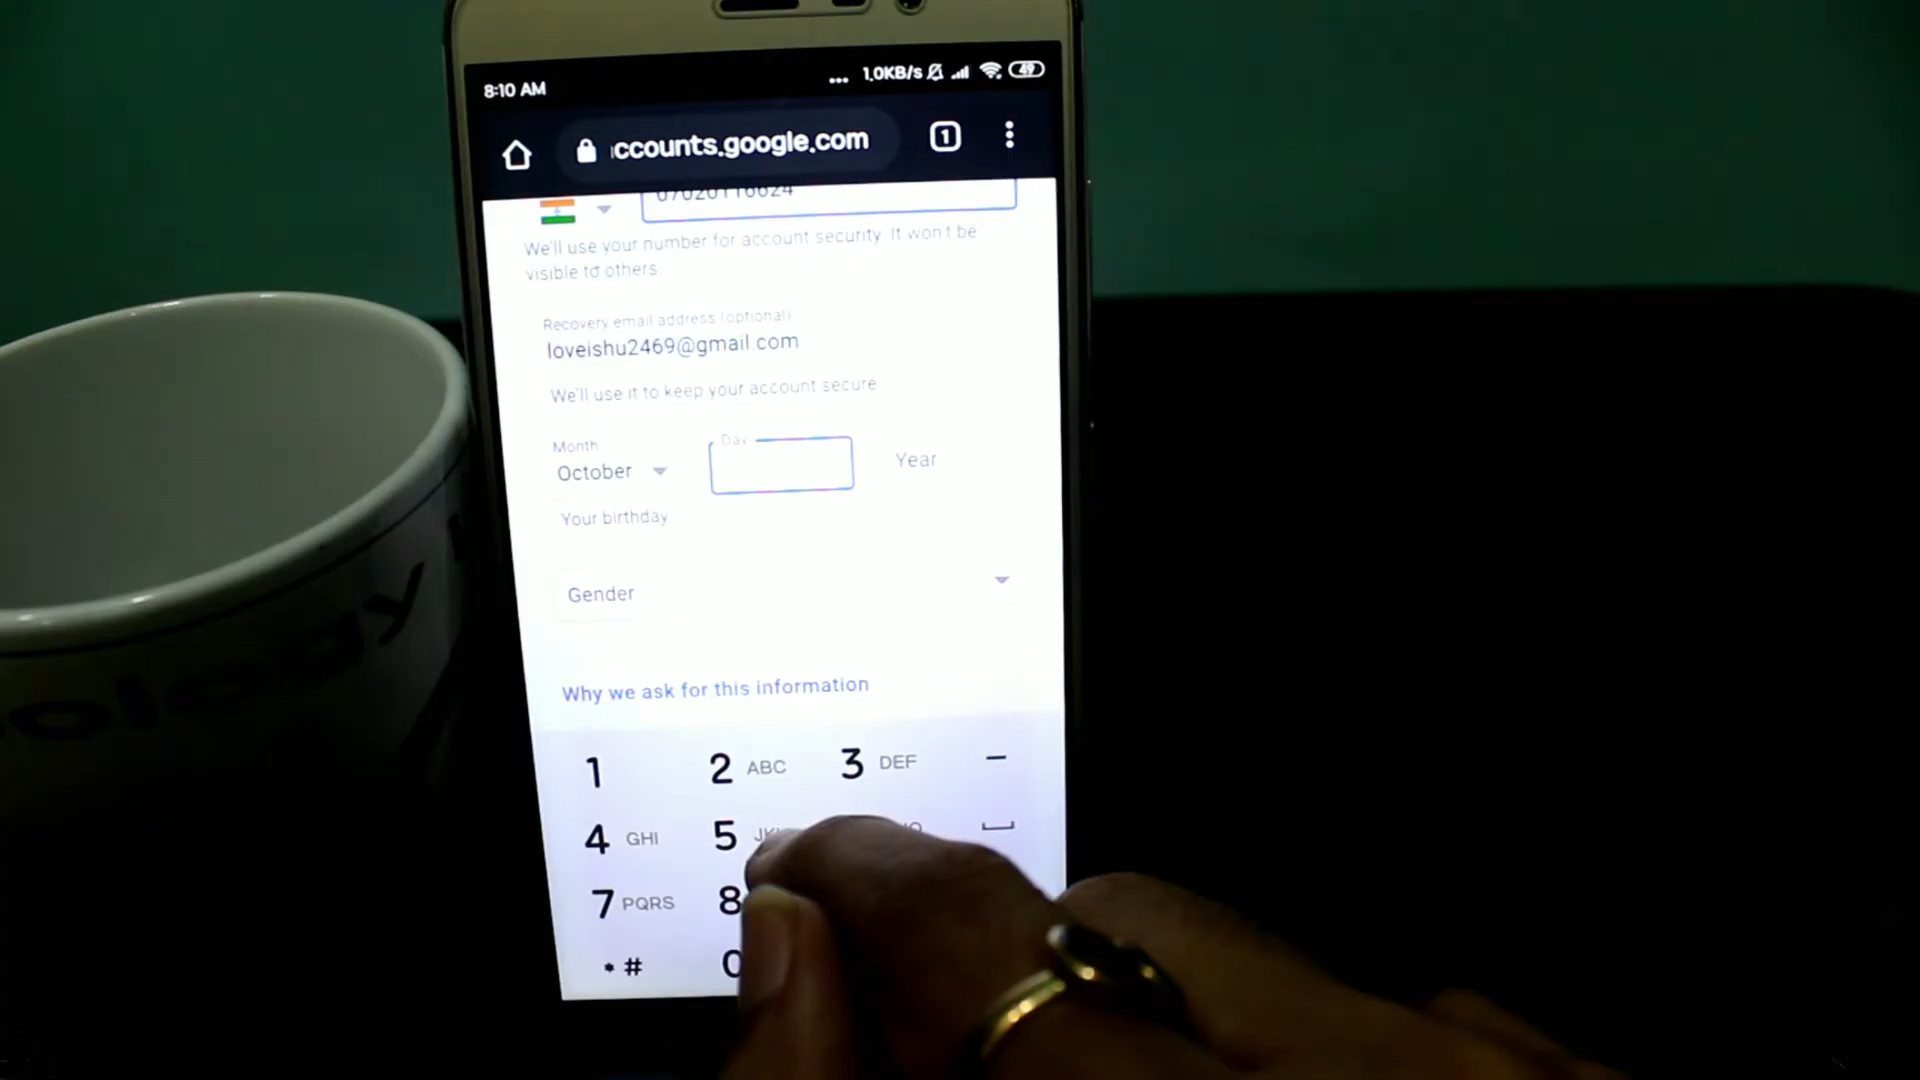 8:10 AM
... 1.0KB/s 49
ccounts.google.com 1
We'll use your number for account security. It won't be
visible to others.
Recovery email address (optional)
loveishu2469@gmail.com
We'll use it to keep your account secure
Month
October
Day
Year
Your birthday
Gender
Why we ask for this information
1 2 ABC 3 DEF –
4 GHI 5
7 PQRS 8
*# 0
ology